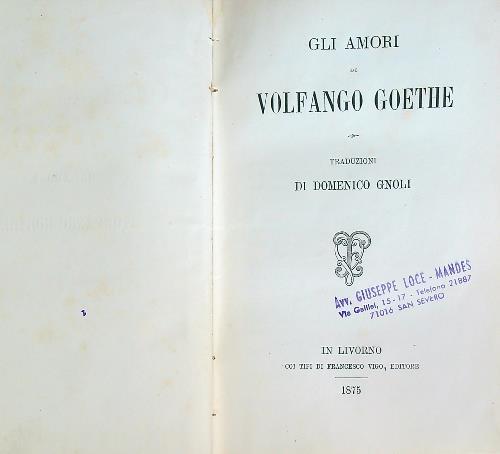 GLI AMORI
DI
VOLFANGO GOETHE
TRADUZIONI
DI DOMENICO GNOLI
Avv. GIUSEPPE LOCE - MANDES
Via Galilei, 15 - 17 - Telefono 21887
71016 SAN SEVERO
IN LIVORNO
COI TIPI DI FRANCESCO VIGO, EDITORE
1875